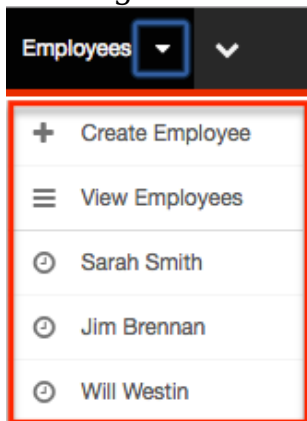 Employees
Create Employee
View Employees
Sarah Smith
Jim Brennan
Will Westin